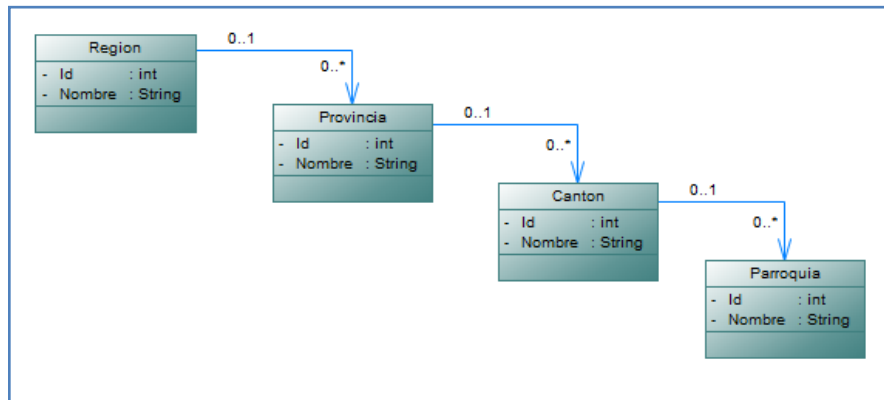 Region
- Id : int
- Nombre : String
0..1
0..*
Provincia
- Id : int
- Nombre : String
0..1
0..*
Canton
- Id : int
- Nombre : String
0..1
0..*
Parroquia
- Id : int
- Nombre : String